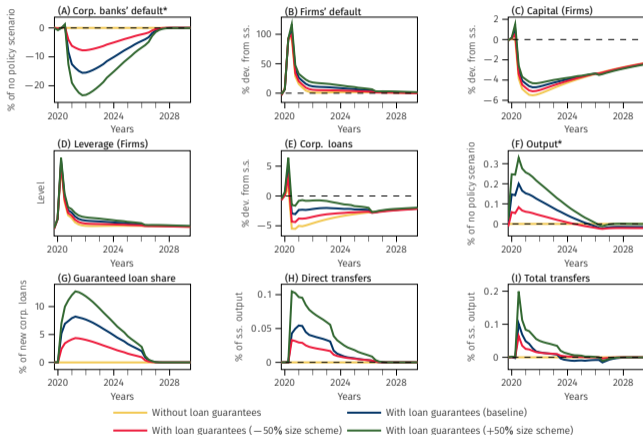 (A) Corp. banks' default*
(B) Firms' default
(C) Capital (Firms)
% of no policy scenario
0
−10
−20
2020 2024 2028
Years
% dev. from s.s.
100
50
0
2020 2024 2028
Years
% dev. from s.s.
2
0
−2
−4
−6
2020 2024 2028
Years
(D) Leverage (Firms)
(E) Corp. loans
(F) Output*
Level
2020 2024 2028
Years
% dev. from s.s.
5
0
−5
2020 2024 2028
Years
% of no policy scenario
0.3
0.2
0.1
0
2020 2024 2028
Years
(G) Guaranteed loan share
(H) Direct transfers
(I) Total transfers
% of new corp. loans
10
5
0
2020 2024 2028
Years
% of s.s. output
0.1
0.05
0
2020 2024 2028
Years
% of s.s. output
0.2
0.1
0
2020 2024 2028
Years
Without loan guarantees
With loan guarantees (baseline)
With loan guarantees (−50% size scheme)
With loan guarantees (+50% size scheme)